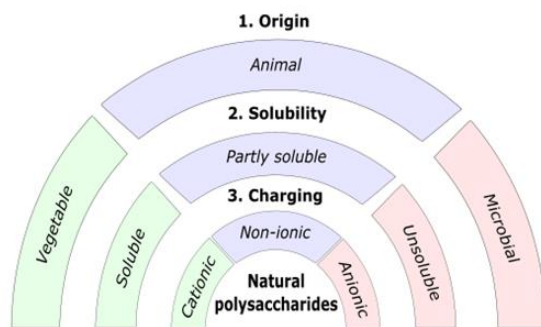 1. Origin
Animal
Vegetable
Microbial
2. Solubility
Partly soluble
Soluble
Unsoluble
3. Charging
Non-ionic
Cationic
Anionic
Natural
polysaccharides